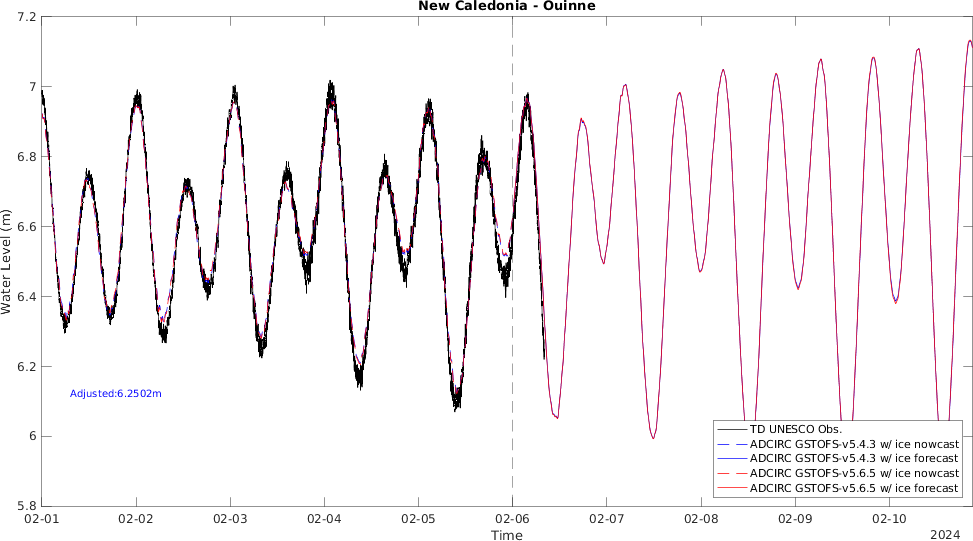 New Caledonia - Ouinne
7.2
7
6.8
6.6
6.4
6.2
6
5.8
Water Level (m)
Adjusted:6.2502m
TD UNESCO Obs.
ADCIRC GSTOFS-v5.4.3 w/ ice nowcast
ADCIRC GSTOFS-v5.4.3 w/ ice forecast
ADCIRC GSTOFS-v5.6.5 w/ ice nowcast
ADCIRC GSTOFS-v5.6.5 w/ ice forecast
02-01 02-02 02-03 02-04 02-05 02-06 02-07 02-08 02-09 02-10
Time
2024